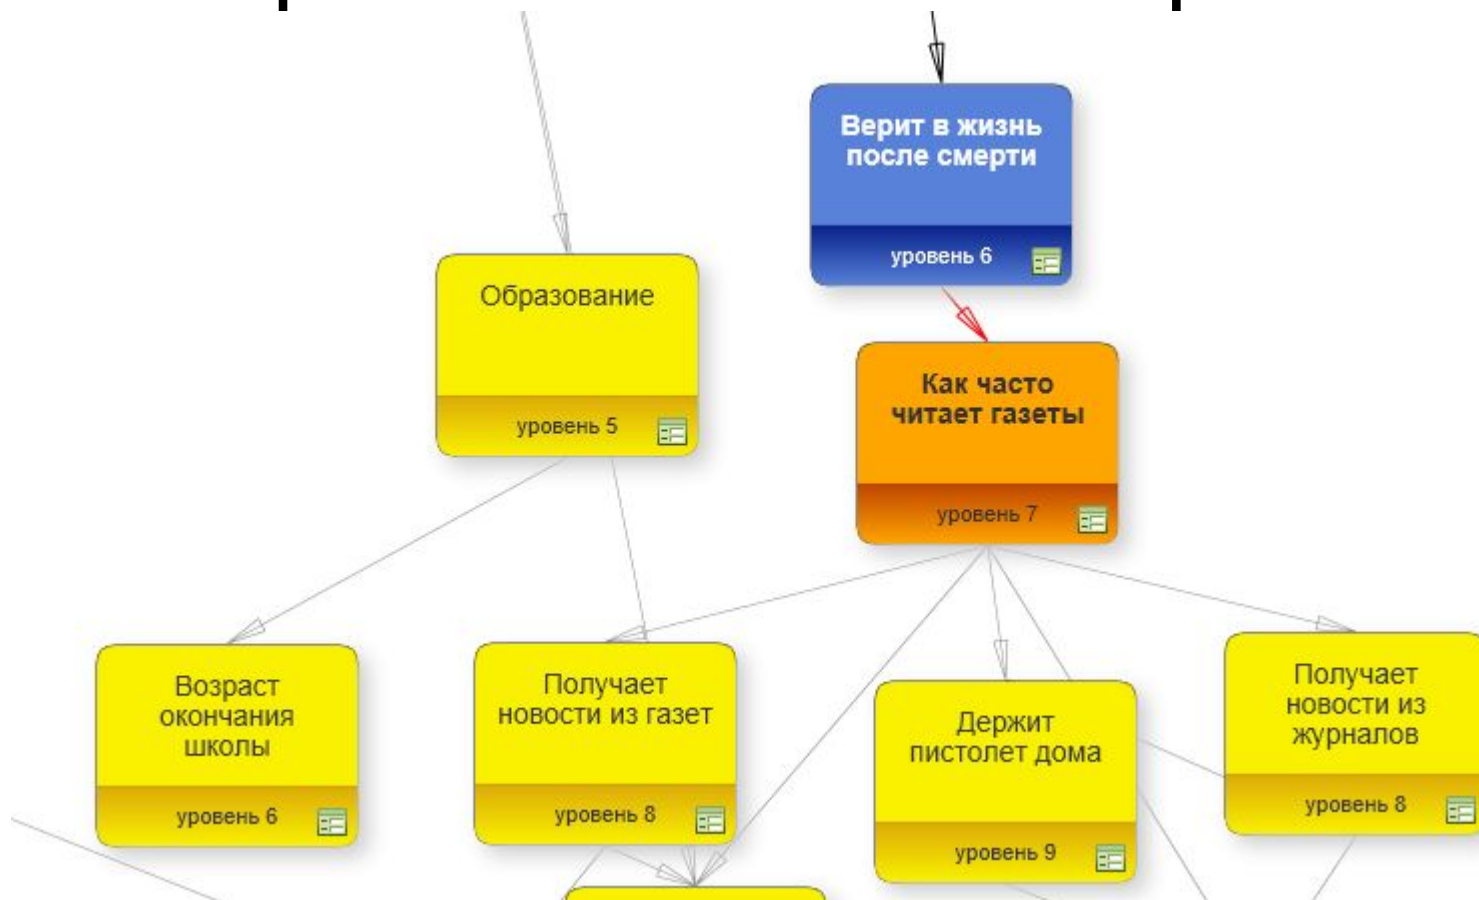 Верит в жизнь
после смерти
уровень 6
Образование
уровень 5
Как часто
читает газеты
уровень 7
Возраст
окончания
школы
уровень 6
Получает
новости из газет
уровень 8
Держит
пистолет дома
уровень 9
Получает
новости из
журналов
уровень 8